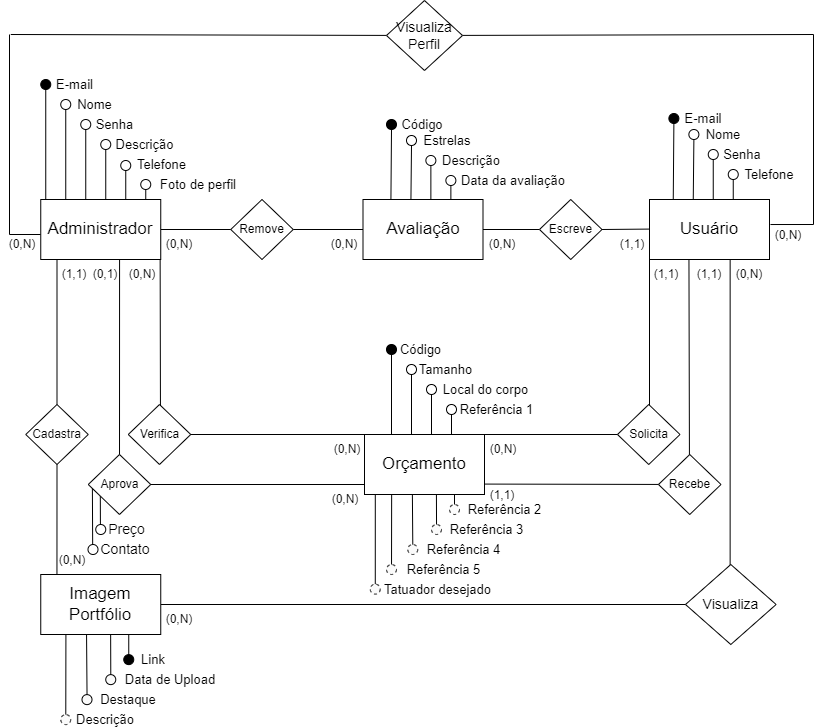 Visualiza
Perfil
E-mail
Nome
Senha
Descrição
Telefone
Foto de perfil
Código
Estrelas
Descrição
Data da avaliação
E-mail
Nome
Senha
Telefone
Administrador
Remove
Avaliação
Escreve
Usuário
(0,N)
(0,N)
(0,N)
(0,N)
(1,1)
(0,N)
(1,1)
(0,1)
(0,N)
(1,1)
(1,1)
(0,N)
Código
Tamanho
Local do corpo
Referência 1
Cadastra
Verifica
Solicita
(0,N)
(0,N)
Orçamento
Aprova
Recebe
(0,N)
(1,1)
Referência 2
Preço
Referência 3
Contato
Referência 4
(0,N)
Referência 5
Tatuador desejado
Imagem
Portfólio
Visualiza
(0,N)
Link
Data de Upload
Destaque
Descrição